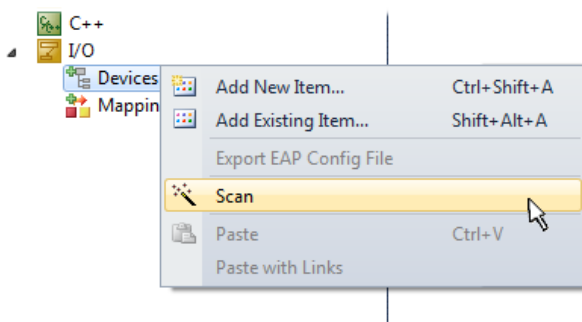 C++
I/O
Devices
Mappin
Add New Item... Ctrl+Shift+A
Add Existing Item... Shift+Alt+A
Export EAP Config File
Scan
Paste Ctrl+V
Paste with Links